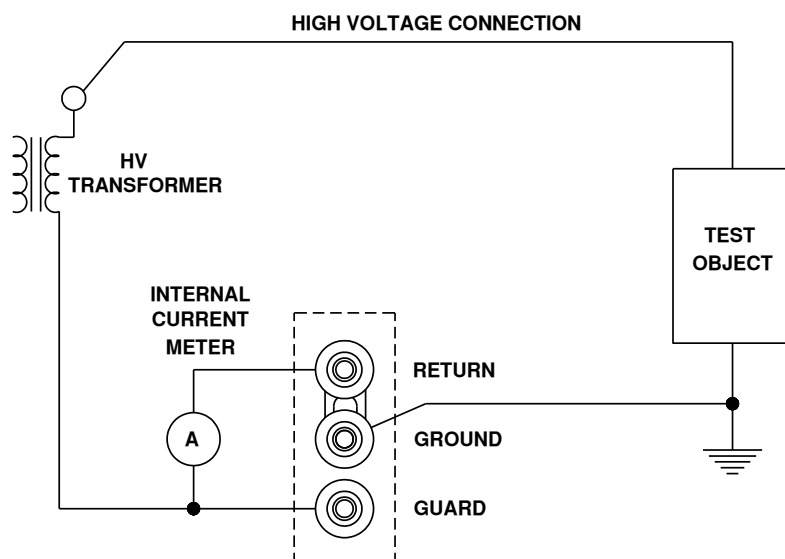 HIGH VOLTAGE CONNECTION
HV
TRANSFORMER
TEST
OBJECT
INTERNAL
CURRENT
METER
RETURN
A
GROUND
GUARD